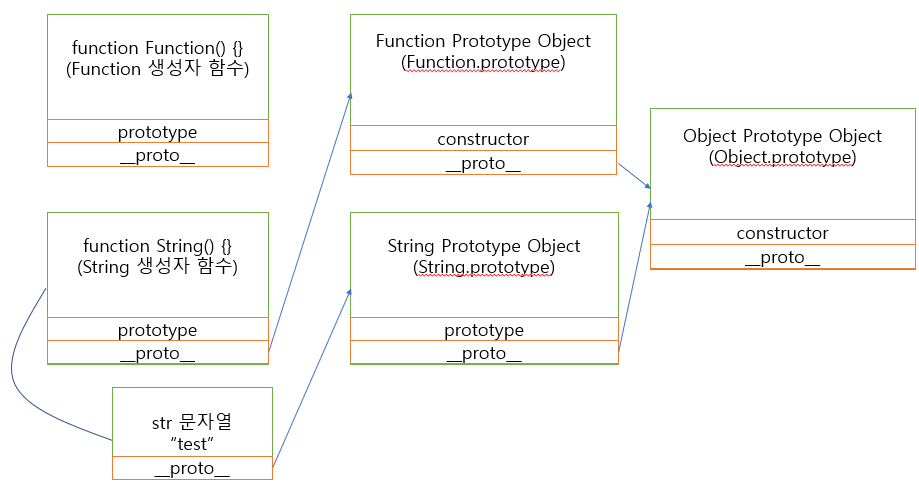 function Function() {}
(Function 생성자 함수)
prototype
__proto__
Function Prototype Object
(Function.prototype)
constructor
__proto__
Object Prototype Object
(Object.prototype)
constructor
__proto__
function String() {}
(String 생성자 함수)
prototype
__proto__
String Prototype Object
(String.prototype)
prototype
__proto__
str 문자열
“test”
__proto__